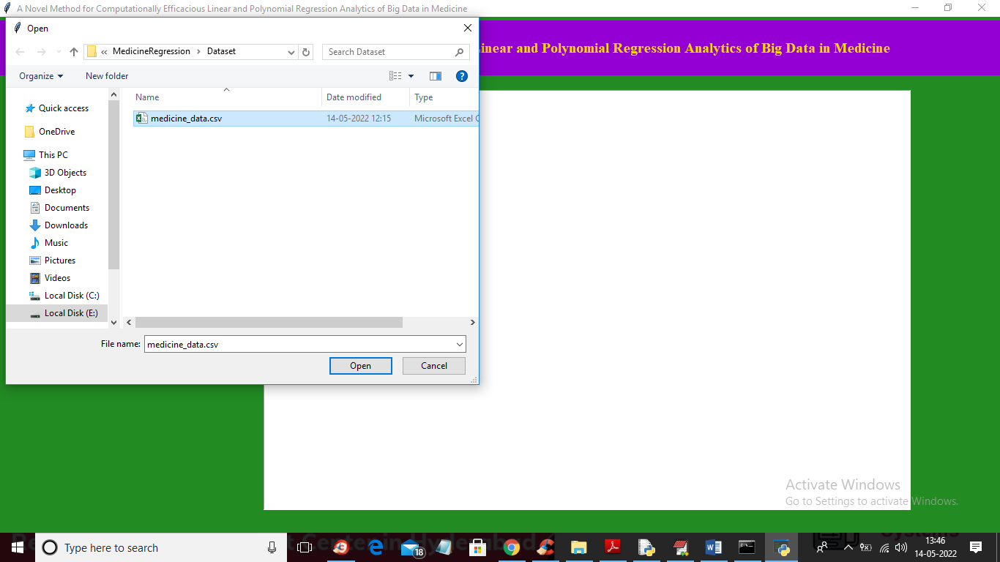 A Novel Method for Computationally Efficacious Linear and Polynomial Regression Analytics of Big Data in Medicine
Open
inear and Polynomial Regression Analytics of Big Data in Medicine
« MedicineRegression › Dataset
Search Dataset
Organize
New folder
Name
Date modified
Type
medicine_data.csv
14-05-2022 12:15
Microsoft Excel C
Quick access
OneDrive
This PC
3D Objects
Desktop
Documents
Downloads
Music
Pictures
Videos
Local Disk (C:)
Local Disk (E:)
File name:
medicine_data.csv
Open
Cancel
Activate Windows
Go to Settings to activate Windows.
Type here to search
18
13:46
14-05-2022